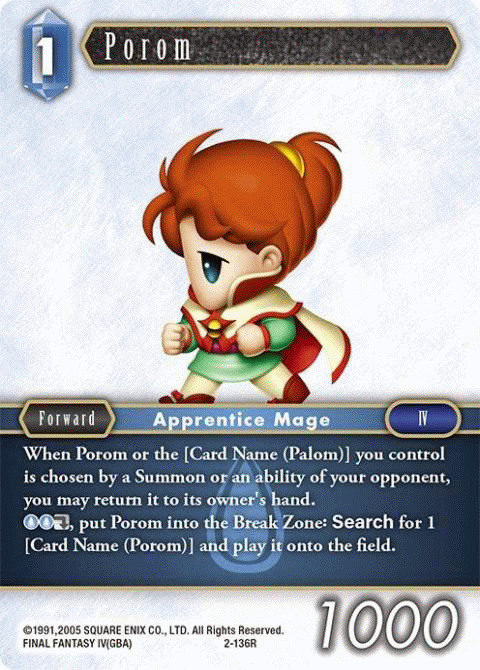 1
Porom
Forward
Apprentice Mage
IV
When Porom or the [Card Name (Palom)] you control
is chosen by a Summon or an ability of your opponent,
you may return it to its owner's hand.
, put Porom into the Break Zone: Search for 1
[Card Name (Porom)] and play it onto the field.
©1991,2005 SQUARE ENIX CO., LTD. All Rights Reserved.
FINAL FANTASY IV(GBA) 2-136R
1000